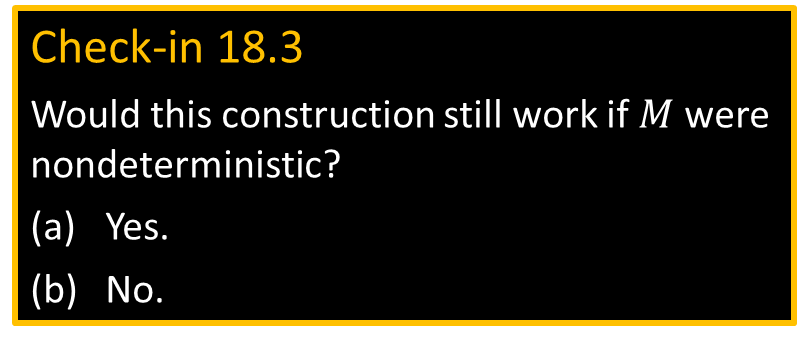 Check-in 18.3
Would this construction still work if M were
nondeterministic?
(a) Yes.
(b) No.